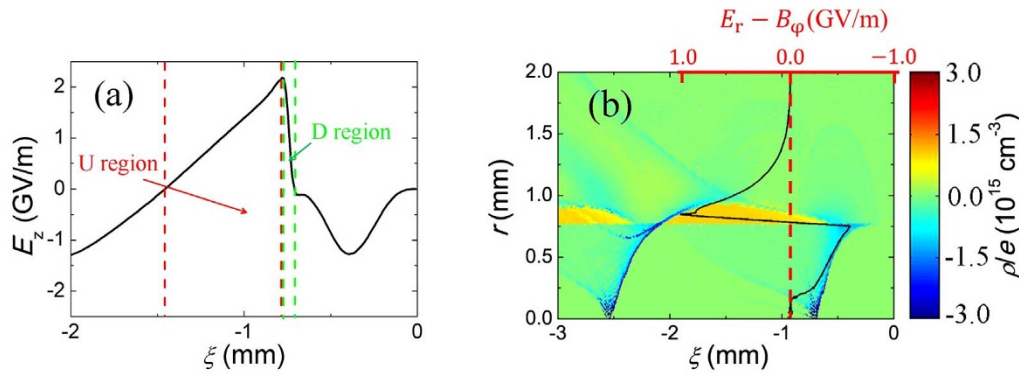 (a)
U region
D region
E_z (GV/m)
2
1
0
-1
-2
-2
-1
0
ξ (mm)
E_r − B_φ(GV/m)
1.0
0.0
-1.0
(b)
r (mm)
2.0
1.5
1.0
0.5
0.0
-3
-2
-1
0
ξ (mm)
3.0
1.5
0.0
-1.5
-3.0
ρ/e (10^15 cm^-3)